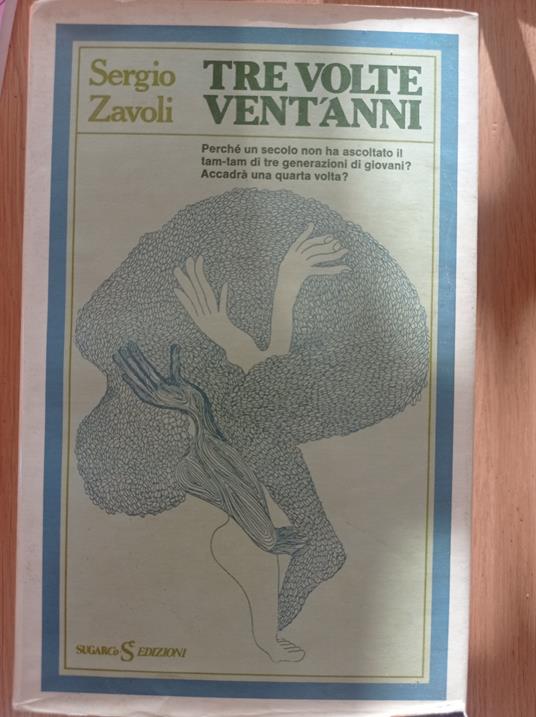 Sergio
Zavoli
TRE VOLTE
VENT'ANNI
Perché un secolo non ha ascoltato il
tam-tam di tre generazioni di giovani?
Accadrà una quarta volta?
SUGARCo S EDIZIONI